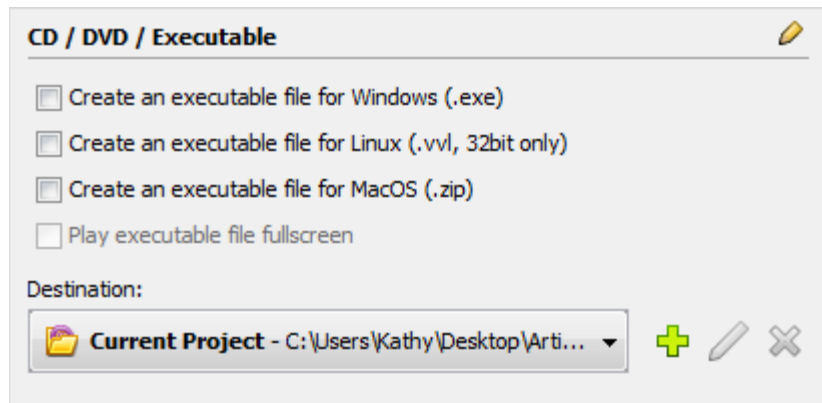 CD / DVD / Executable
Create an executable file for Windows (.exe)
Create an executable file for Linux (.vvl, 32bit only)
Create an executable file for MacOS (.zip)
Play executable file fullscreen
Destination:
Current Project - C:\Users\Kathy\Desktop\Arti...